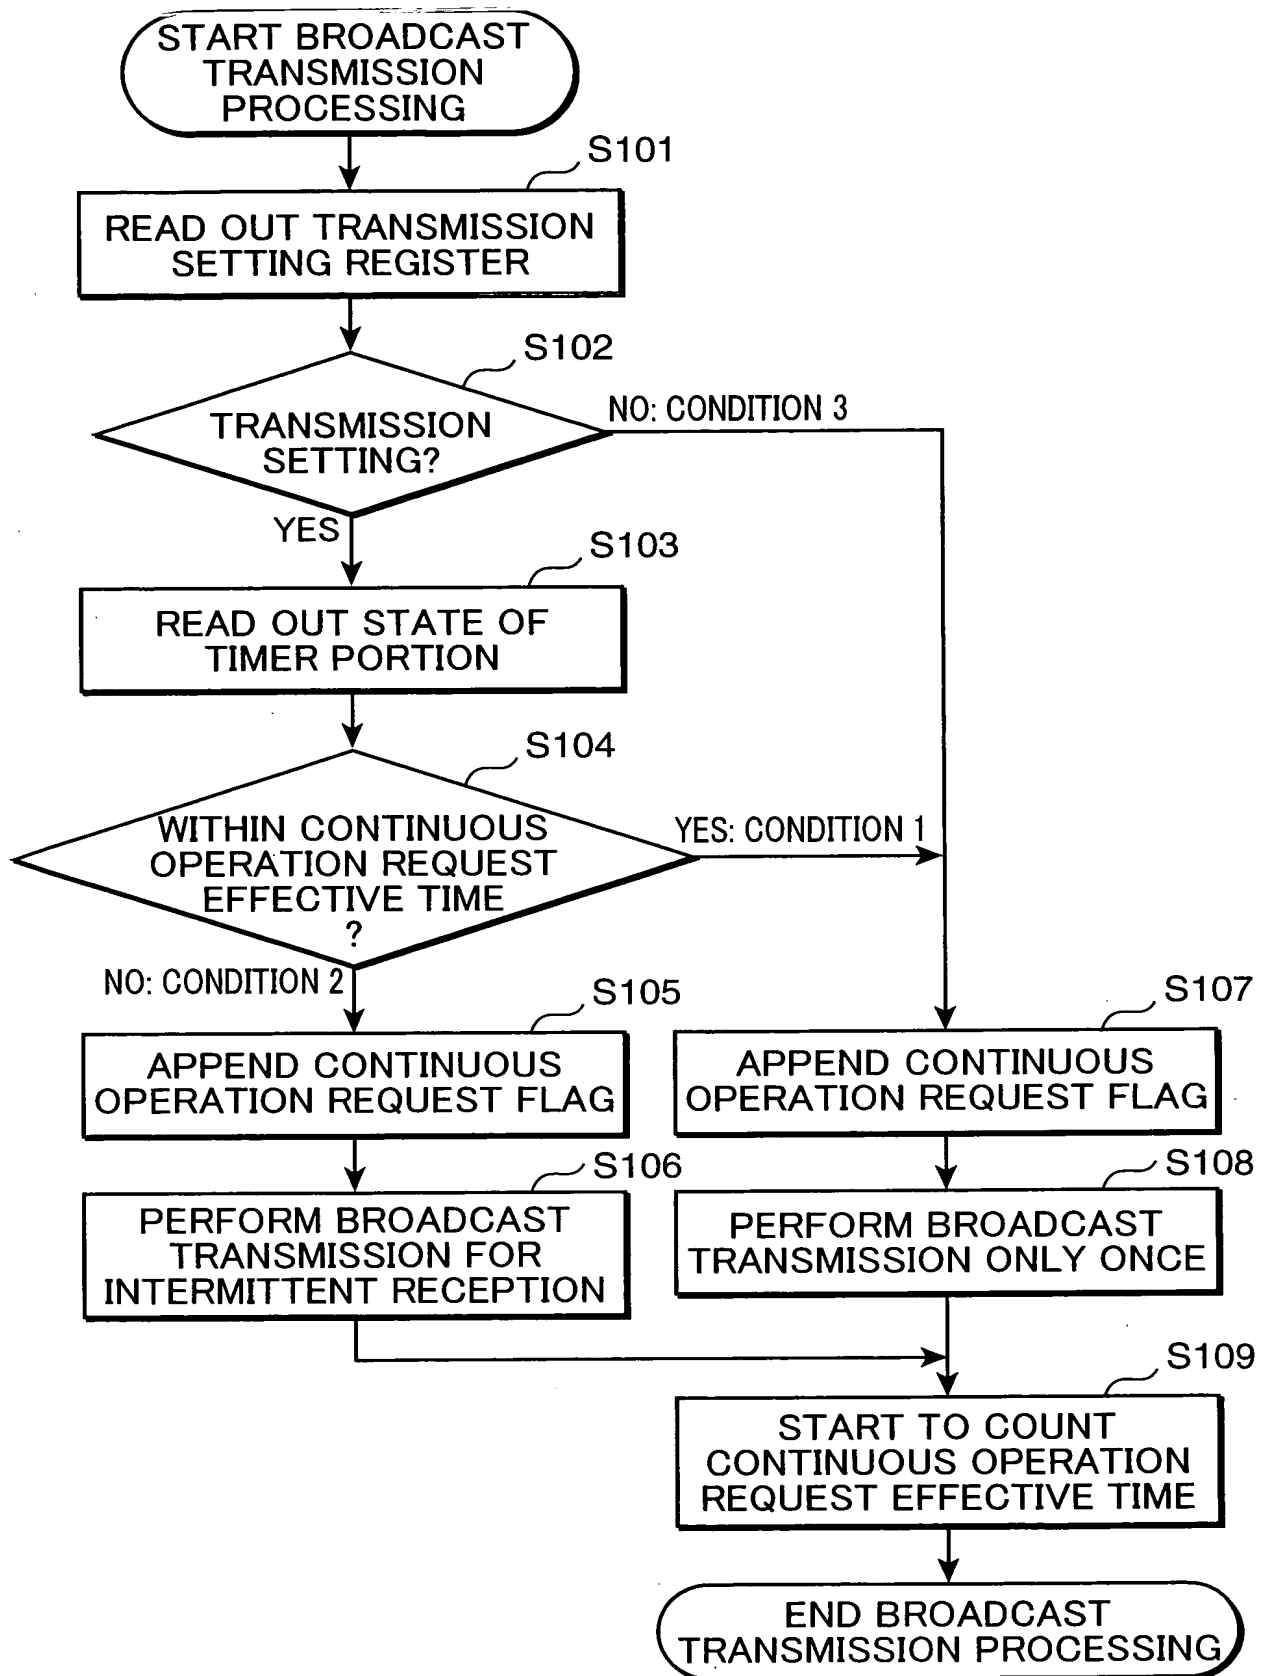 START BROADCAST
TRANSMISSION
PROCESSING
S101
READ OUT TRANSMISSION
SETTING REGISTER
S102
TRANSMISSION
SETTING?
NO: CONDITION 3
YES
S103
READ OUT STATE OF
TIMER PORTION
S104
WITHIN CONTINUOUS
OPERATION REQUEST
EFFECTIVE TIME
?
YES: CONDITION 1
NO: CONDITION 2
S105
APPEND CONTINUOUS
OPERATION REQUEST FLAG
S107
APPEND CONTINUOUS
OPERATION REQUEST FLAG
S106
PERFORM BROADCAST
TRANSMISSION FOR
INTERMITTENT RECEPTION
S108
PERFORM BROADCAST
TRANSMISSION ONLY ONCE
S109
START TO COUNT
CONTINUOUS OPERATION
REQUEST EFFECTIVE TIME
END BROADCAST
TRANSMISSION PROCESSING